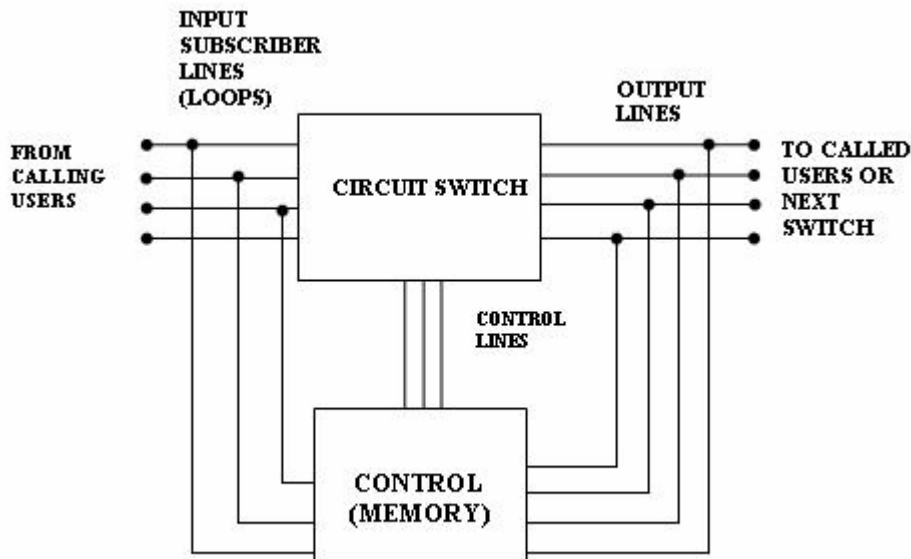 INPUT
SUBSCRIBER
LINES
(LOOPS)
OUTPUT
LINES
FROM
CALLING
USERS
CIRCUIT SWITCH
TO CALLED
USERS OR
NEXT
SWITCH
CONTROL
LINES
CONTROL
(MEMORY)